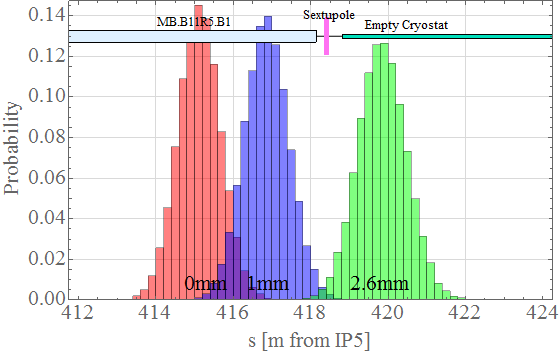 MB.B11R5.B1
Sextupole
Empty Cryostat
0.14
0.12
0.10
0.08
0.06
0.04
0.02
0.00
Probability
0mm
1mm
2.6mm
412
414
416
418
420
422
424
s [m from IP5]